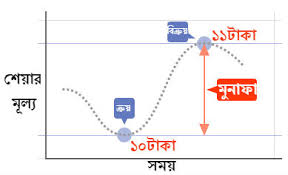 বিক্রয়
১১টাকা
শেয়ার
মূল্য
মুনাফা
ক্রয়
১০টাকা
সময়